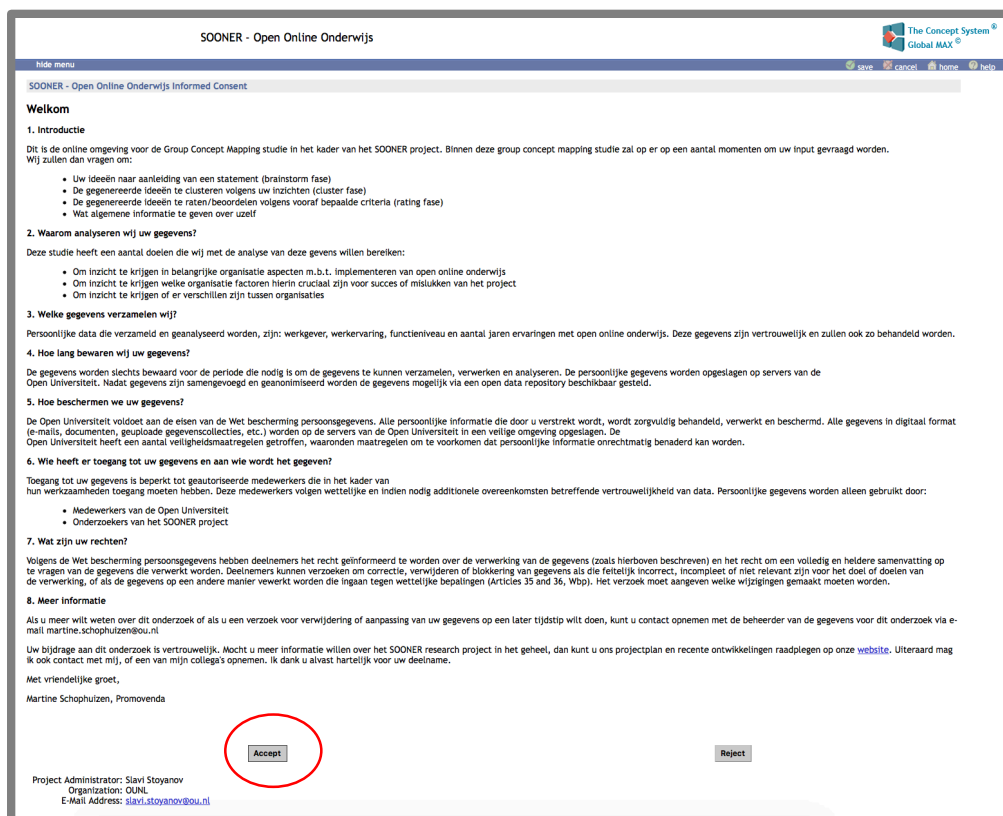 SOONER - Open Online Onderwijs
The Concept System ®
Global MAX ©
hide menu
save cancel home help
SOONER - Open Online Onderwijs Informed Consent
Welkom
1. Introductie
Dit is de online omgeving voor de Group Concept Mapping studie in het kader van het SOONER project. Binnen deze group concept mapping studie zal op er op een aantal momenten om uw input gevraagd worden.
Wij zullen dan vragen om:
• Uw ideeën naar aanleiding van een statement (brainstorm fase)
• De gegenereerde ideeën te clusteren volgens uw inzichten (cluster fase)
• De gegenereerde ideeën te raten/beoordelen volgens vooraf bepaalde criteria (rating fase)
• Wat algemene informatie te geven over uzelf
2. Waarom analyseren wij uw gegevens?
Deze studie heeft een aantal doelen die wij met de analyse van deze gevens willen bereiken:
• Om inzicht te krijgen in belangrijke organisatie aspecten m.b.t. implementeren van open online onderwijs
• Om inzicht te krijgen welke organisatie factoren hierin cruciaal zijn voor succes of mislukken van het project
• Om inzicht te krijgen of er verschillen zijn tussen organisaties
3. Welke gegevens verzamelen wij?
Persoonlijke data die verzameld en geanalyseerd worden, zijn: werkgever, werkervaring, functieniveau en aantal jaren ervaringen met open online onderwijs. Deze gegevens zijn vertrouwelijk en zullen ook zo behandeld worden.
4. Hoe lang bewaren wij uw gegevens?
De gegevens worden slechts bewaard voor de periode die nodig is om de gegevens te kunnen verzamelen, verwerken en analyseren. De persoonlijke gegevens worden opgeslagen op servers van de
Open Universiteit. Nadat gegevens zijn samengevoegd en geanonimiseerd worden de gegevens mogelijk via een open data repository beschikbaar gesteld.
5. Hoe beschermen we uw gegevens?
De Open Universiteit voldoet aan de eisen van de Wet bescherming persoonsgegevens. Alle persoonlijke informatie die door u verstrekt wordt, wordt zorgvuldig behandeld, verwerkt en beschermd. Alle gegevens in digitaal format
(e-mails, documenten, geuploade gegevenscollecties, etc.) worden op de servers van de Open Universiteit in een veilige omgeving opgeslagen. De
Open Universiteit heeft een aantal veiligheidsmaatregelen getroffen, waaronden maatregelen om te voorkomen dat persoonlijke informatie onrechtmatig benaderd kan worden.
6. Wie heeft er toegang tot uw gegevens en aan wie wordt het gegeven?
Toegang tot uw gegevens is beperkt tot geautoriseerde medewerkers die in het kader van
hun werkzaamheden toegang moeten hebben. Deze medewerkers volgen wettelijke en indien nodig additionele overeenkomsten betreffende vertrouwelijkheid van data. Persoonlijke gegevens worden alleen gebruikt door:
• Medewerkers van de Open Universiteit
• Onderzoekers van het SOONER project
7. Wat zijn uw rechten?
Volgens de Wet bescherming persoonsgegevens hebben deelnemers het recht geïnformeerd te worden over de verwerking van de gegevens (zoals hierboven beschreven) en het recht om een volledig en heldere samenvatting op
te vragen van de gegevens die verwerkt worden. Deelnemers kunnen verzoeken om correctie, verwijderen of blokkering van gegevens als die feitelijk incorrect, incompleet of niet relevant zijn voor het doel of doelen van
de verwerking, of als de gegevens op een andere manier vewerkt worden die ingaan tegen wettelijke bepalingen (Articles 35 and 36, Wbp). Het verzoek moet aangeven welke wijzigingen gemaakt moeten worden.
8. Meer informatie
Als u meer wilt weten over dit onderzoek of als u een verzoek voor verwijdering of aanpassing van uw gegevens op een later tijdstip wilt doen, kunt u contact opnemen met de beheerder van de gegevens voor dit onderzoek via e-
mail martine.schophuizen@ou.nl
Uw bijdrage aan dit onderzoek is vertrouwelijk. Mocht u meer informatie willen over het SOONER research project in het geheel, dan kunt u ons projectplan en recente ontwikkelingen raadplegen op onze website. Uiteraard mag
ik ook contact met mij, of een van mijn collega's opnemen. Ik dank u alvast hartelijk voor uw deelname.
Met vriendelijke groet,
Martine Schophuizen, Promovenda
Accept Reject
Project Administrator: Slavi Stoyanov
Organization: OUNL
E-Mail Address: slavi.stoyanov@ou.nl